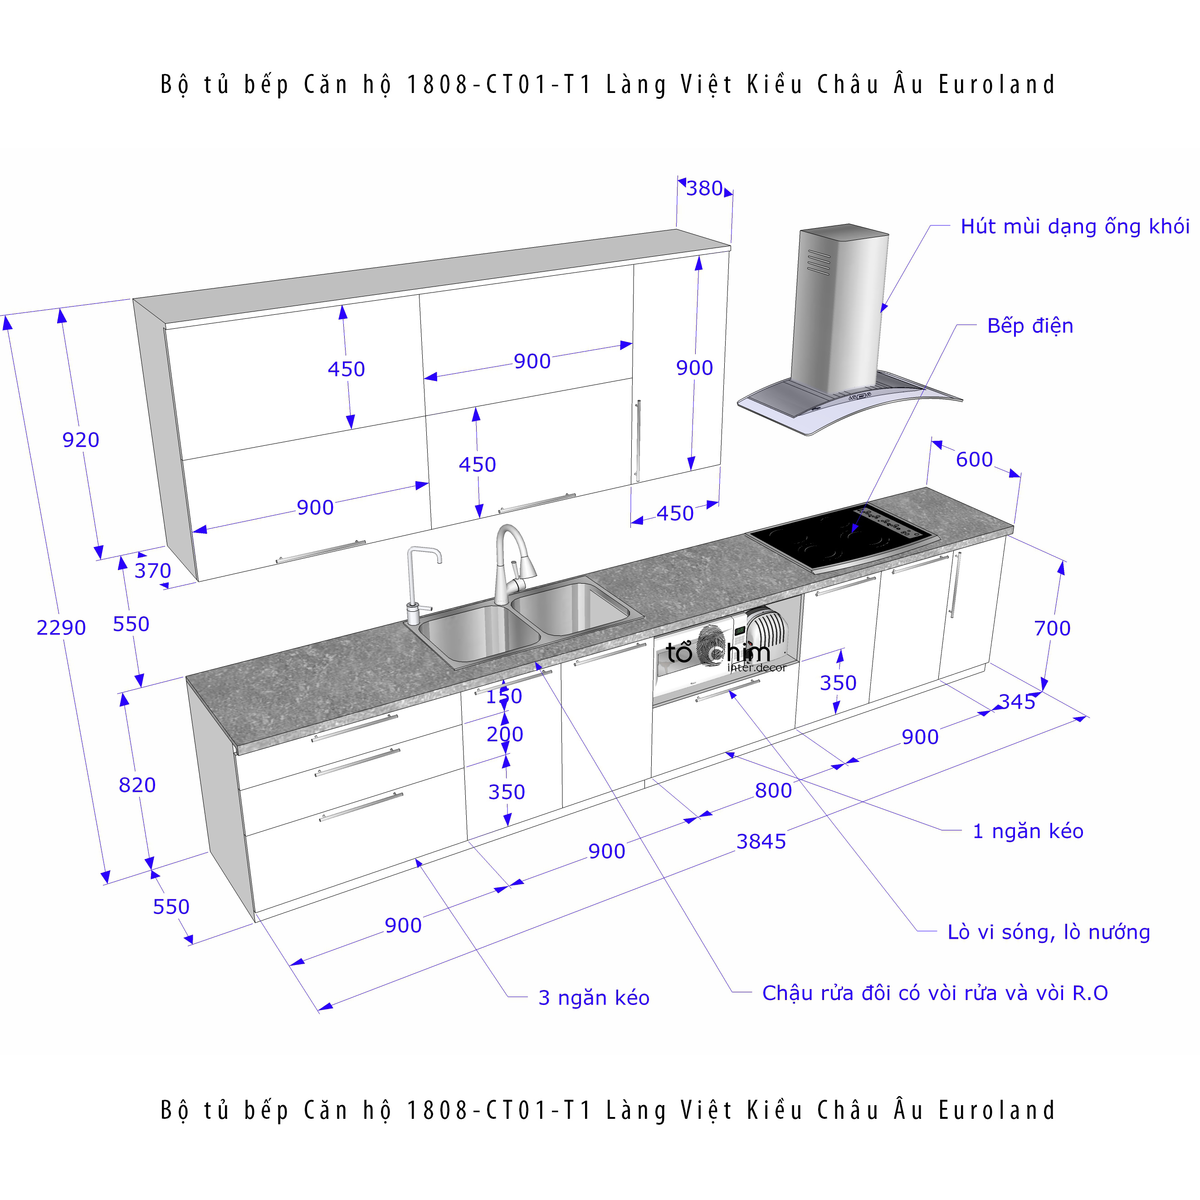 Bộ tủ bếp Căn hộ 1808-CT01-T1 Làng Việt Kiều Châu Âu Euroland
380
Hút mùi dạng ống khói
Bếp điện
450
900
900
920
450
600
900
450
370
550
2290
700
tổ chim
inter.decor
150
350
345
200
900
820
350
800
1 ngăn kéo
3845
900
550
900
Lò vi sóng, lò nướng
3 ngăn kéo
Chậu rửa đôi có vòi rửa và vòi R.O
Bộ tủ bếp Căn hộ 1808-CT01-T1 Làng Việt Kiều Châu Âu Euroland